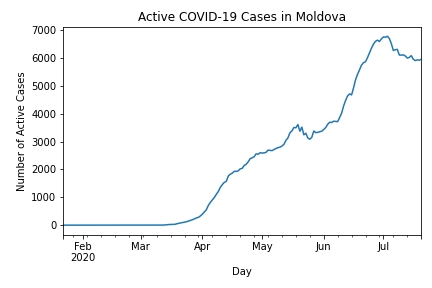 Active COVID-19 Cases in Moldova
Number of Active Cases
7000
6000
5000
4000
3000
2000
1000
0
Feb Mar Apr May Jun Jul
2020
Day